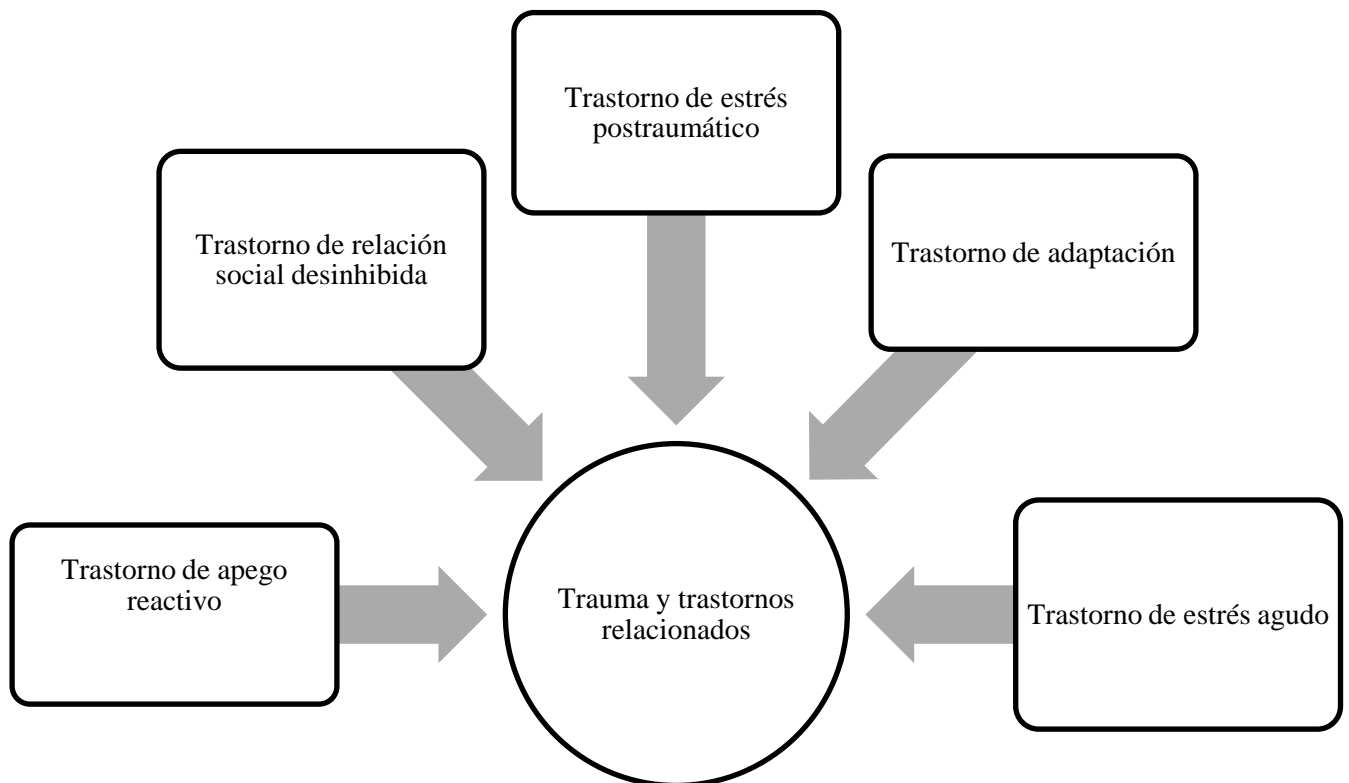 Trastorno de estrés
postraumático
Trastorno de relación
social desinhibida
Trastorno de adaptación
Trastorno de apego
reactivo
Trauma y trastornos
relacionados
Trastorno de estrés agudo